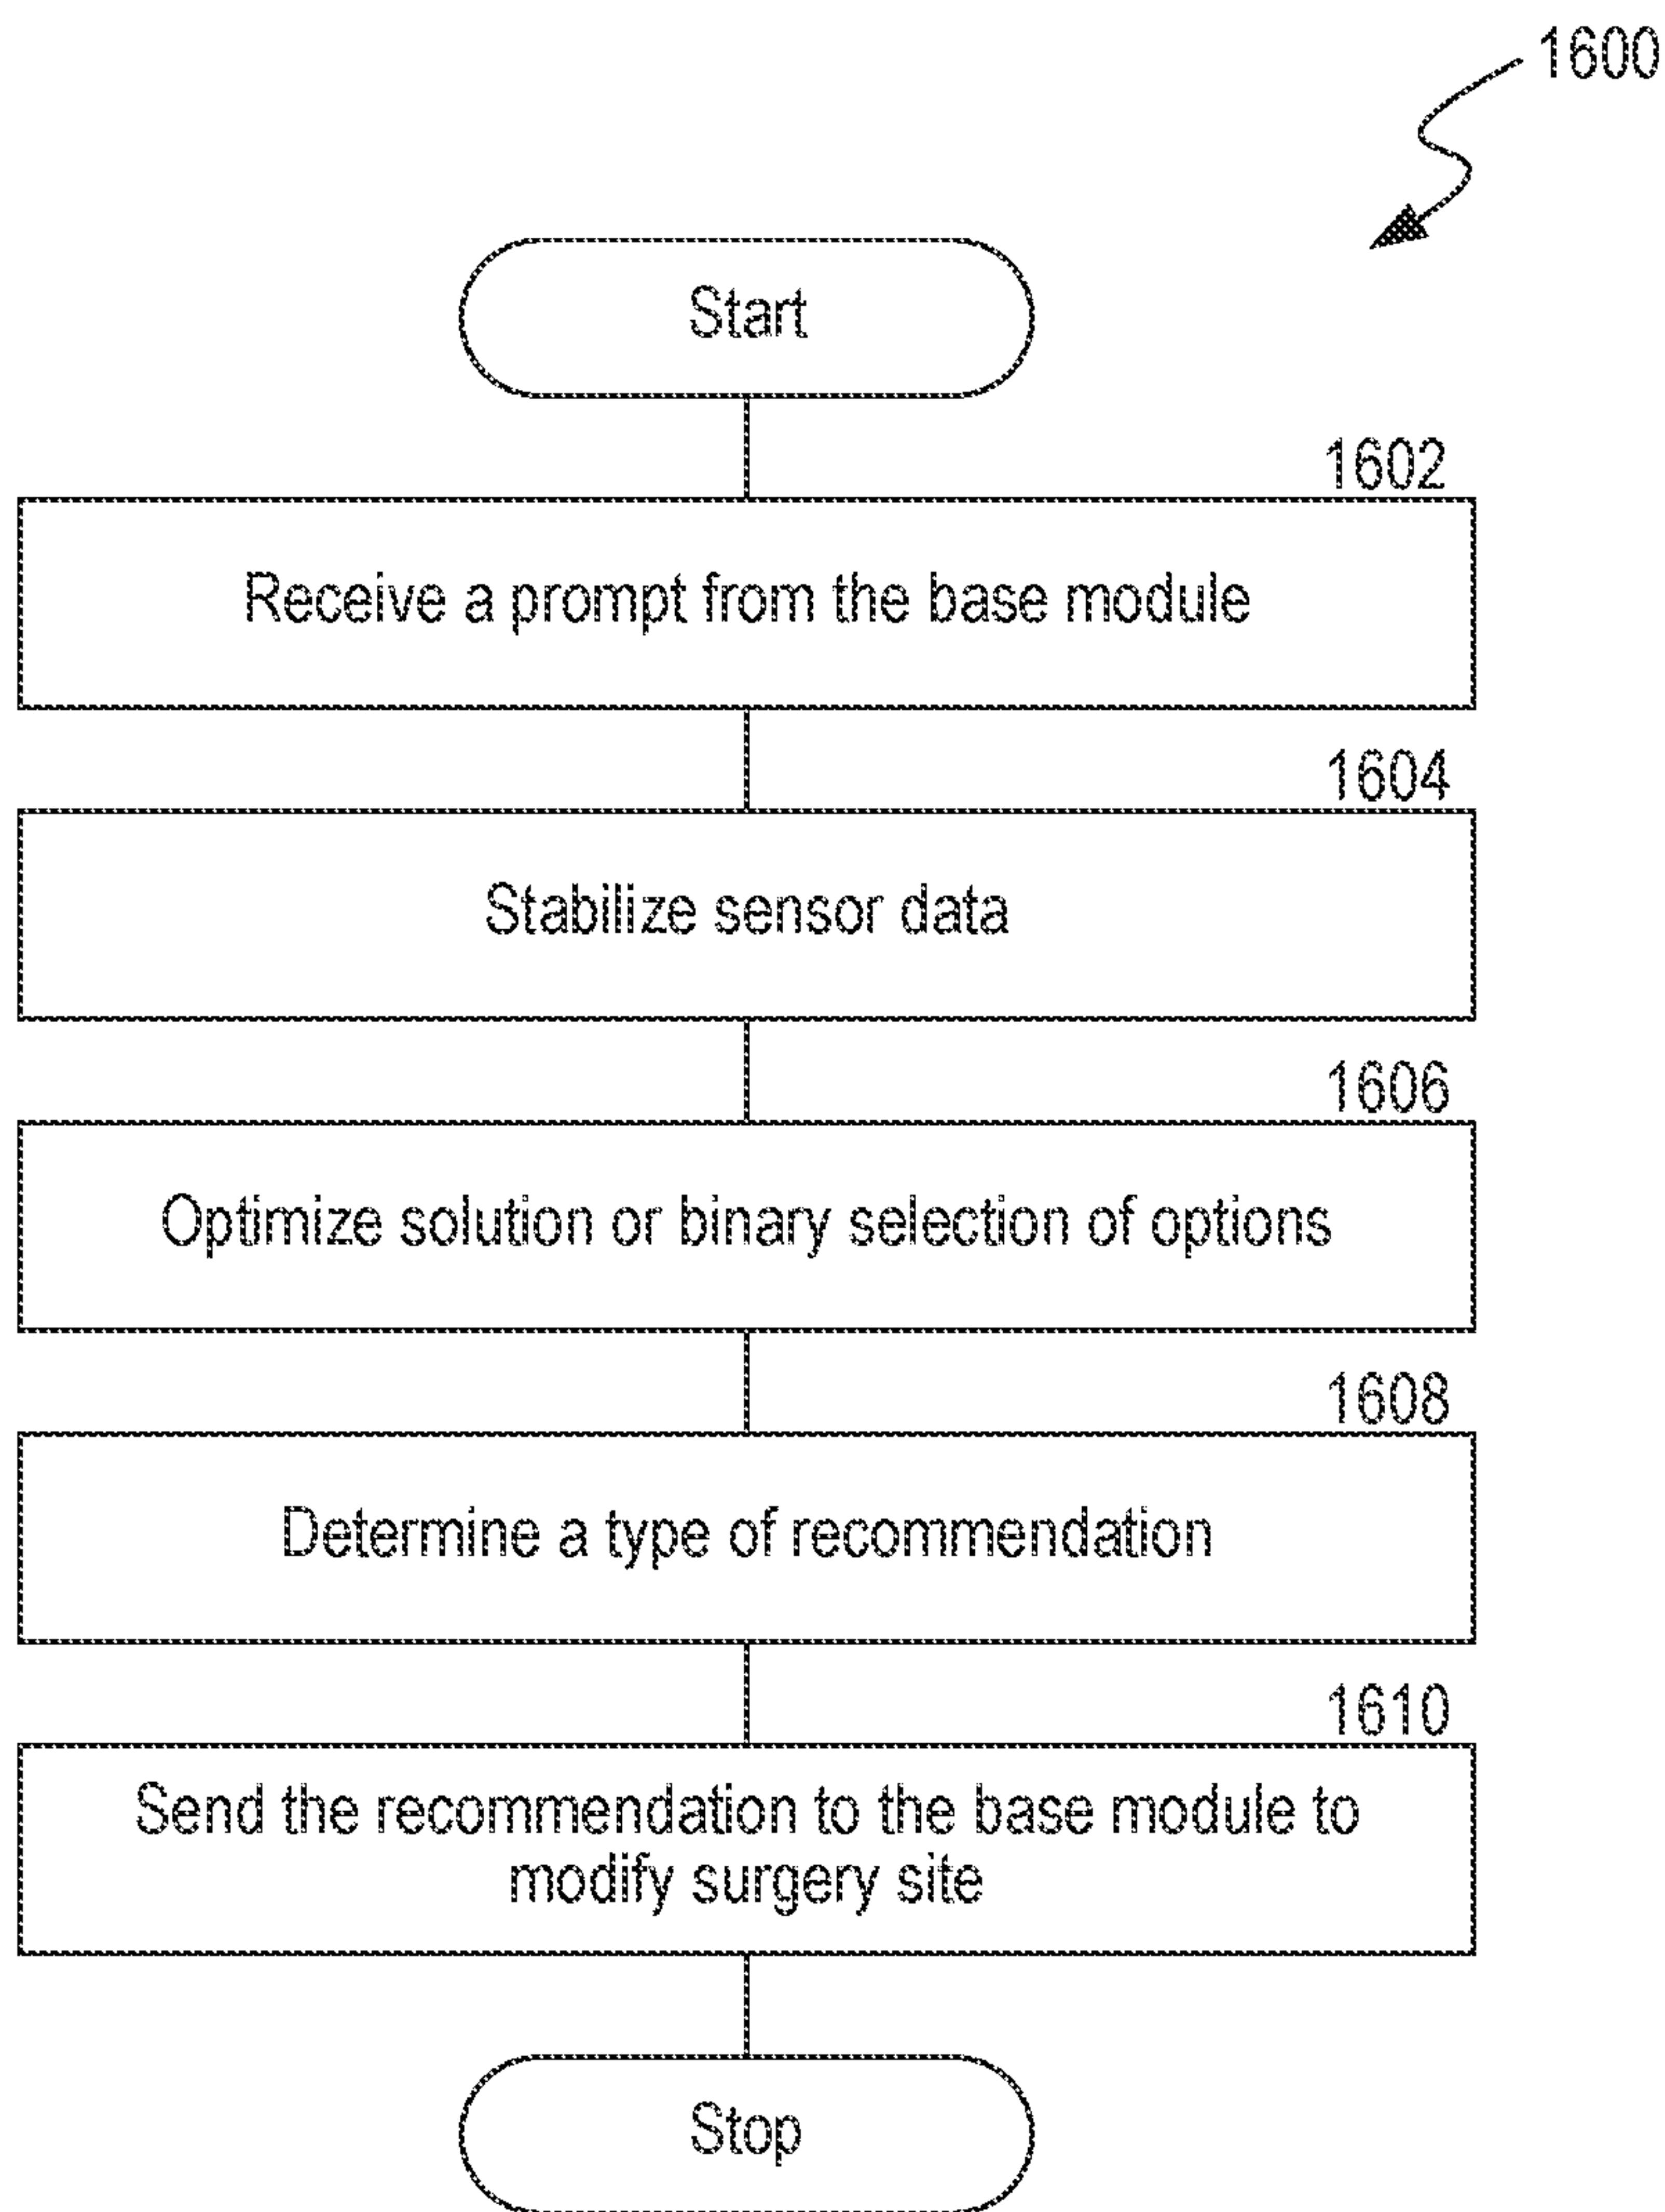 1600
Start
1602
Receive a prompt from the base module
1604
Stabilize sensor data
1606
Optimize solution or binary selection of options
1608
Determine a type of recommendation
1610
Send the recommendation to the base module to
modify surgery site
Stop